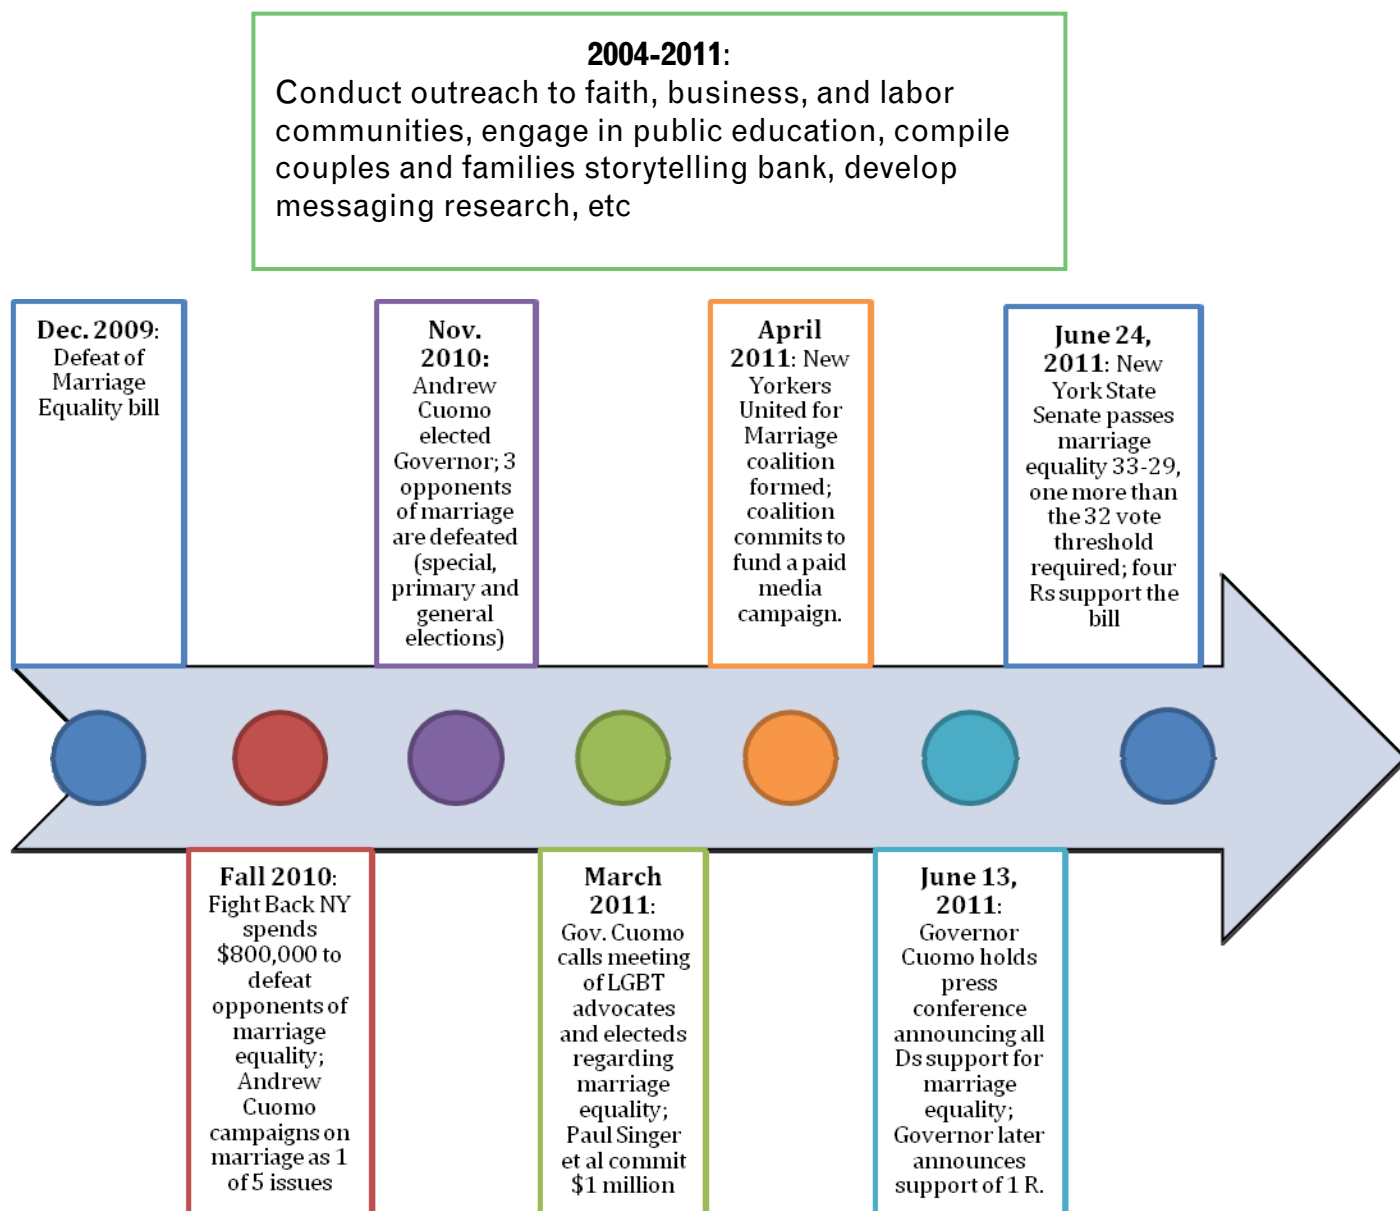 2004-2011:
Conduct outreach to faith, business, and labor
communities, engage in public education, compile
couples and families storytelling bank, develop
messaging research, etc
Dec. 2009:
Defeat of
Marriage
Equality bill
Nov.
2010:
Andrew
Cuomo
elected
Governor; 3
opponents
of marriage
are defeated
(special,
primary and
general
elections)
April
2011: New
Yorkers
United for
Marriage
coalition
formed;
coalition
commits to
fund a paid
media
campaign.
June 24,
2011: New
York State
Senate passes
marriage
equality 33-29,
one more than
the 32 vote
threshold
required; four
Rs support the
bill
Fall 2010:
Fight Back NY
spends
$800,000 to
defeat
opponents of
marriage
equality;
Andrew
Cuomo
campaigns on
marriage as 1
of 5 issues
March
2011:
Gov. Cuomo
calls meeting
of LGBT
advocates
and electeds
regarding
marriage
equality;
Paul Singer
et al commit
$1 million
June 13,
2011:
Governor
Cuomo holds
press
conference
announcing all
Ds support for
marriage
equality;
Governor later
announces
support of 1 R.